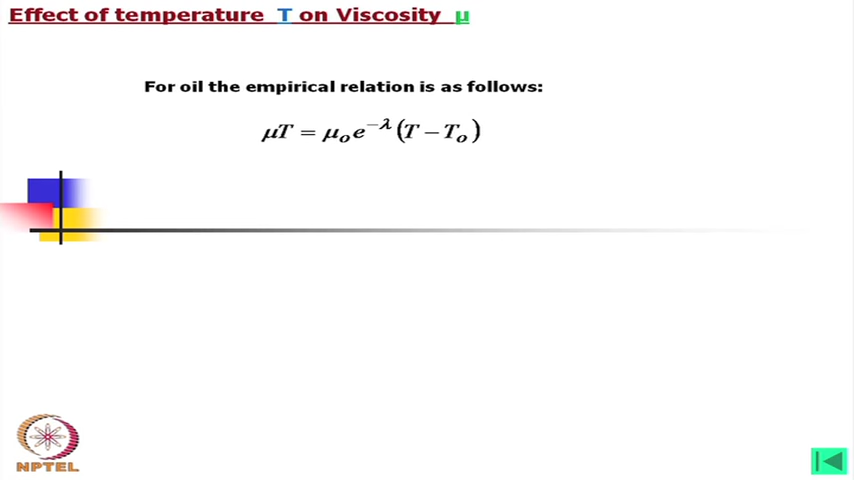 Effect of temperature T on Viscosity μ
For oil the empirical relation is as follows:
μT = μₒe^{−λ}(T − Tₒ)
NPTEL